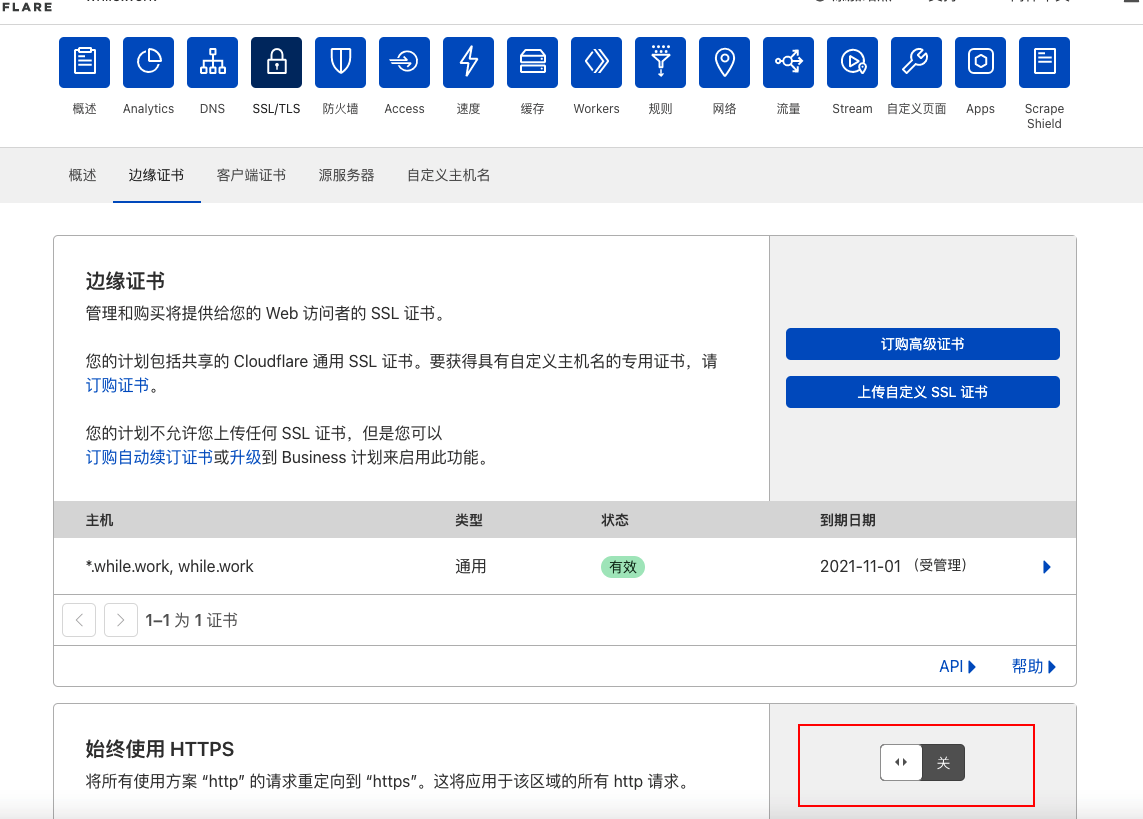 FLARE
概述 Analytics DNS SSL/TLS 防火墙 Access 速度 缓存 Workers 规则 网络 流量 Stream 自定义页面 Apps Scrape Shield
概述 边缘证书 客户端证书 源服务器 自定义主机名
边缘证书
管理和购买将提供给您的 Web 访问者的 SSL 证书。
您的计划包括共享的 Cloudflare 通用 SSL 证书。要获得具有自定义主机名的专用证书，请
订购证书。
您的计划不允许您上传任何 SSL 证书，但是您可以
订购自动续订证书或升级到 Business 计划来启用此功能。
订购高级证书
上传自定义 SSL 证书
主机 类型 状态 到期日期
*.while.work, while.work 通用 有效 2021-11-01 （受管理）
1–1 为 1 证书
API 帮助
始终使用 HTTPS
将所有使用方案 “http” 的请求重定向到 “https”。这将应用于该区域的所有 http 请求。
关